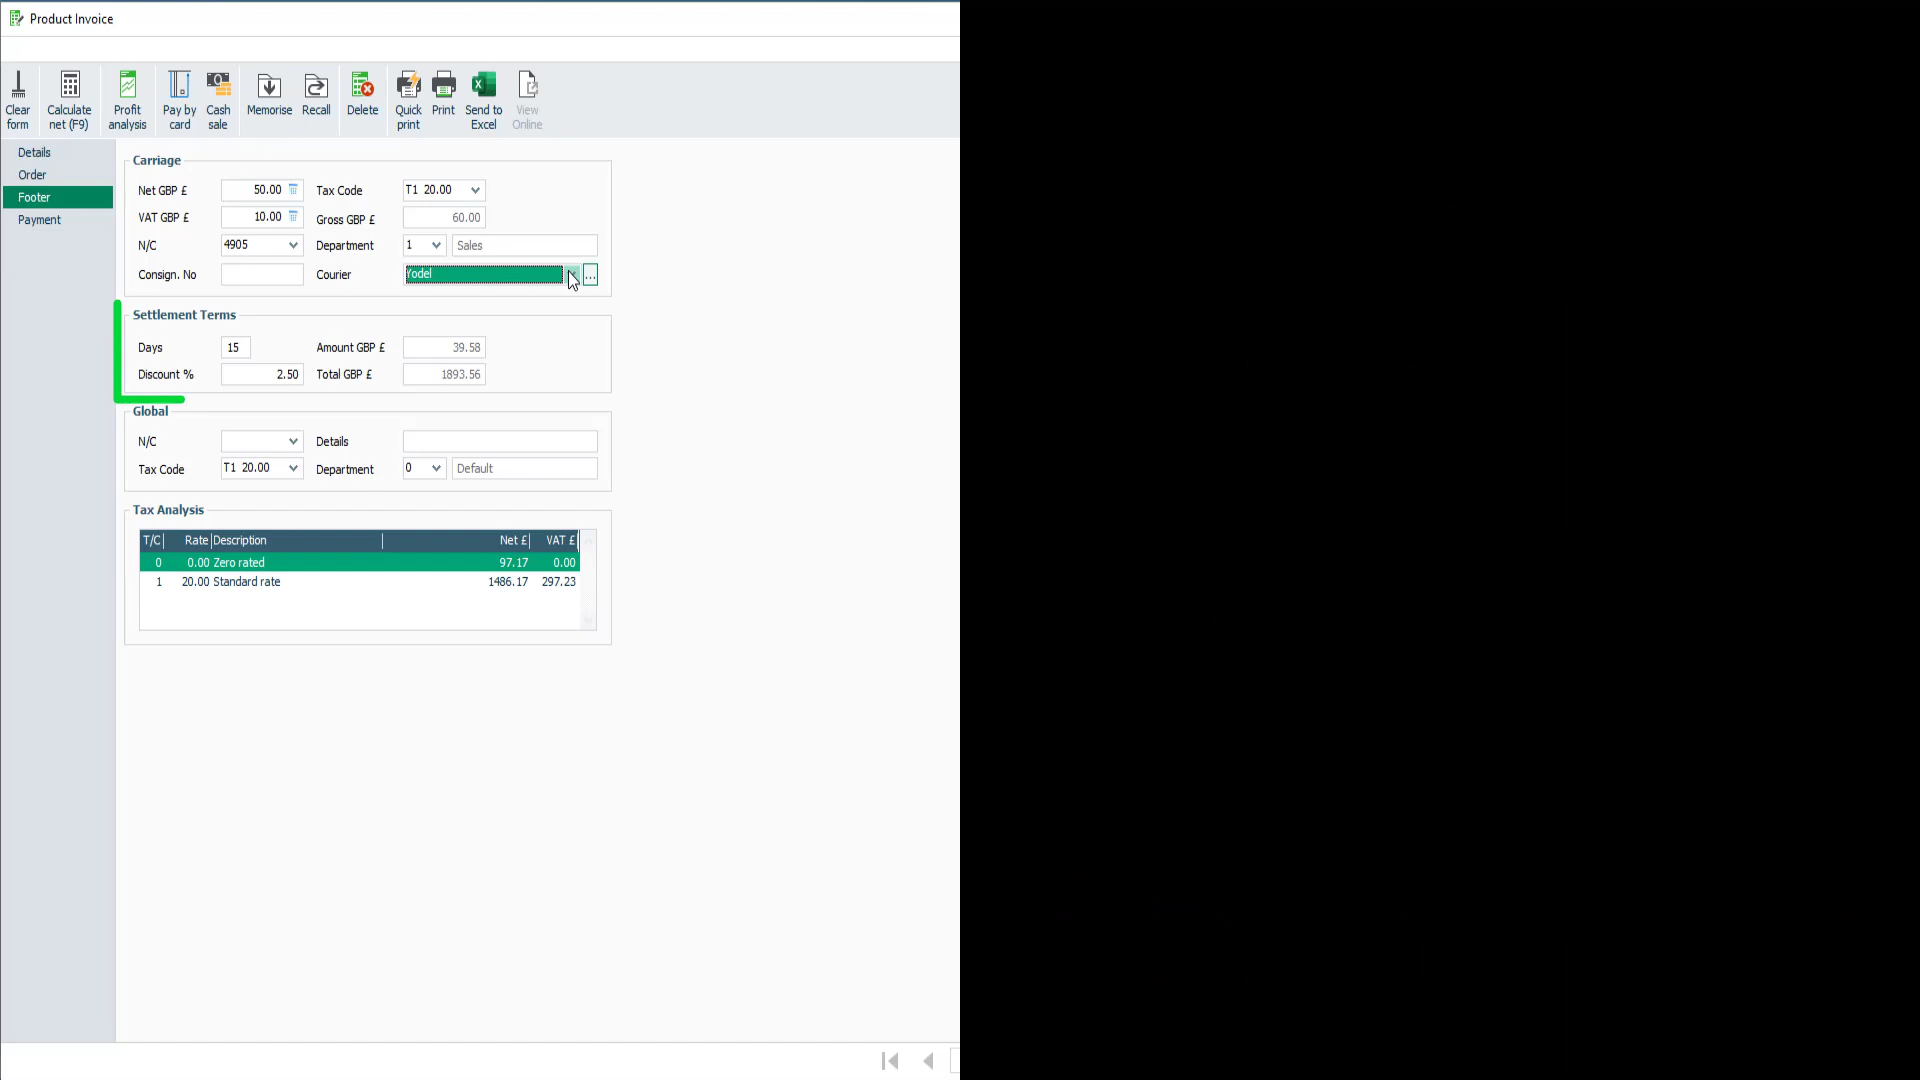 Product Invoice
Clear form
Calculate net (F9)
Profit analysis
Pay by card
Cash sale
Memorise
Recall
Delete
Quick print
Print
Send to Excel
View Online
Details
Order
Footer
Payment
Carriage
Net GBP £ 50.00 Tax Code T1 20.00
VAT GBP £ 10.00 Gross GBP £ 60.00
N/C 4905 Department 1 Sales
Consign. No Courier Yodel ...
Settlement Terms
Days 15 Amount GBP £ 39.58
Discount % 2.50 Total GBP £ 1893.56
Global
N/C Details
Tax Code T1 20.00 Department 0 Default
Tax Analysis
T/C Rate Description Net £ VAT £
0 0.00 Zero rated 97.17 0.00
1 20.00 Standard rate 1486.17 297.23